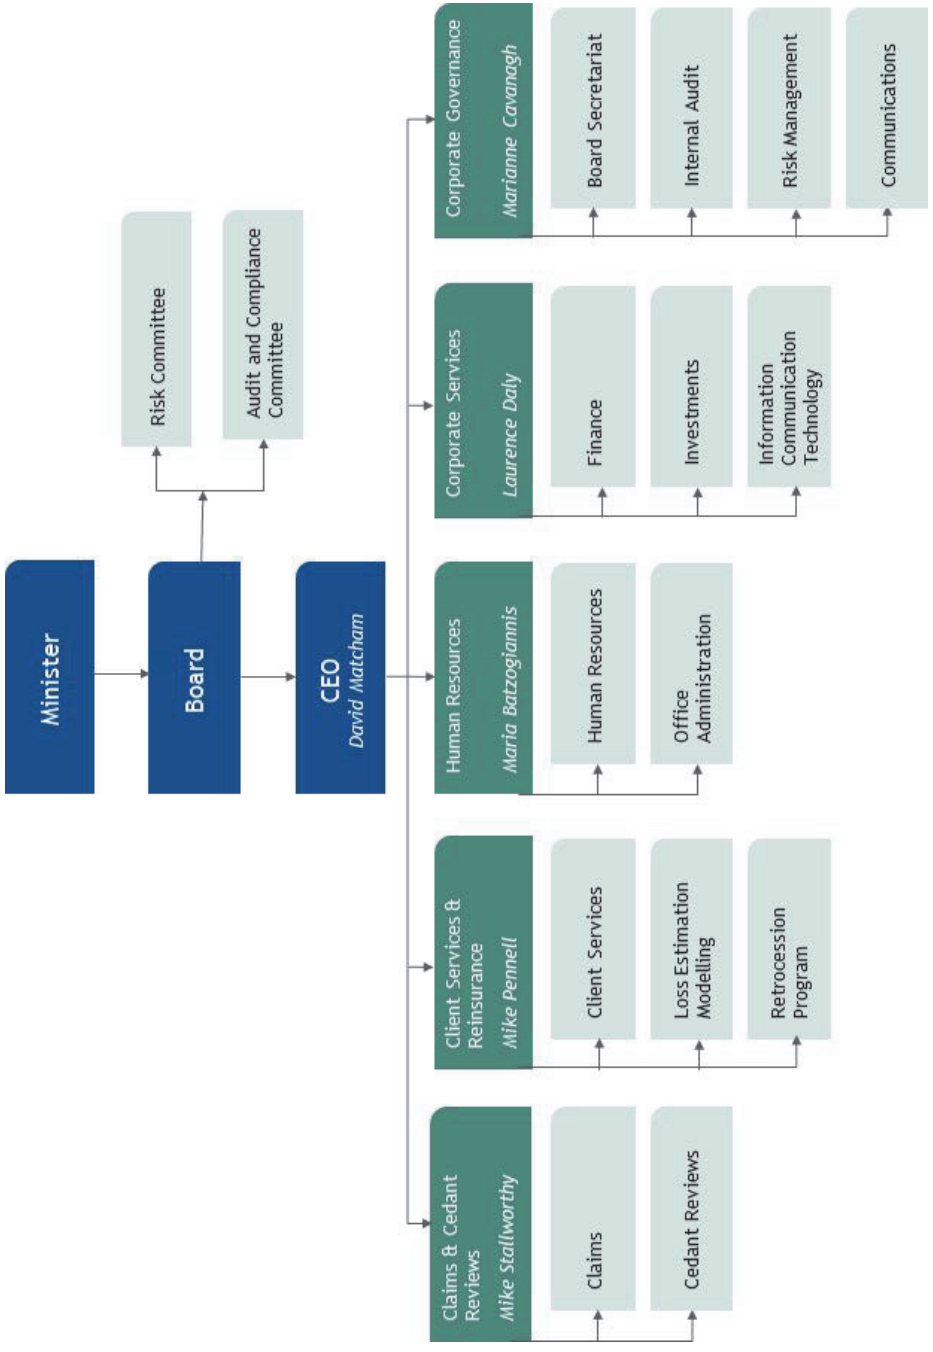 Minister
Board
Risk Committee
Audit and Compliance
Committee
CEO
David Matcham
Claims & Cedant
Reviews
Mike Stallworthy
Claims
Cedant Reviews
Client Services &
Reinsurance
Mike Pennell
Client Services
Loss Estimation
Modelling
Retrocession
Program
Human Resources
Maria Batzogiannis
Human Resources
Office
Administration
Corporate Services
Laurence Daly
Finance
Investments
Information
Communication
Technology
Corporate Governance
Marianne Cavanagh
Board Secretariat
Internal Audit
Risk Management
Communications